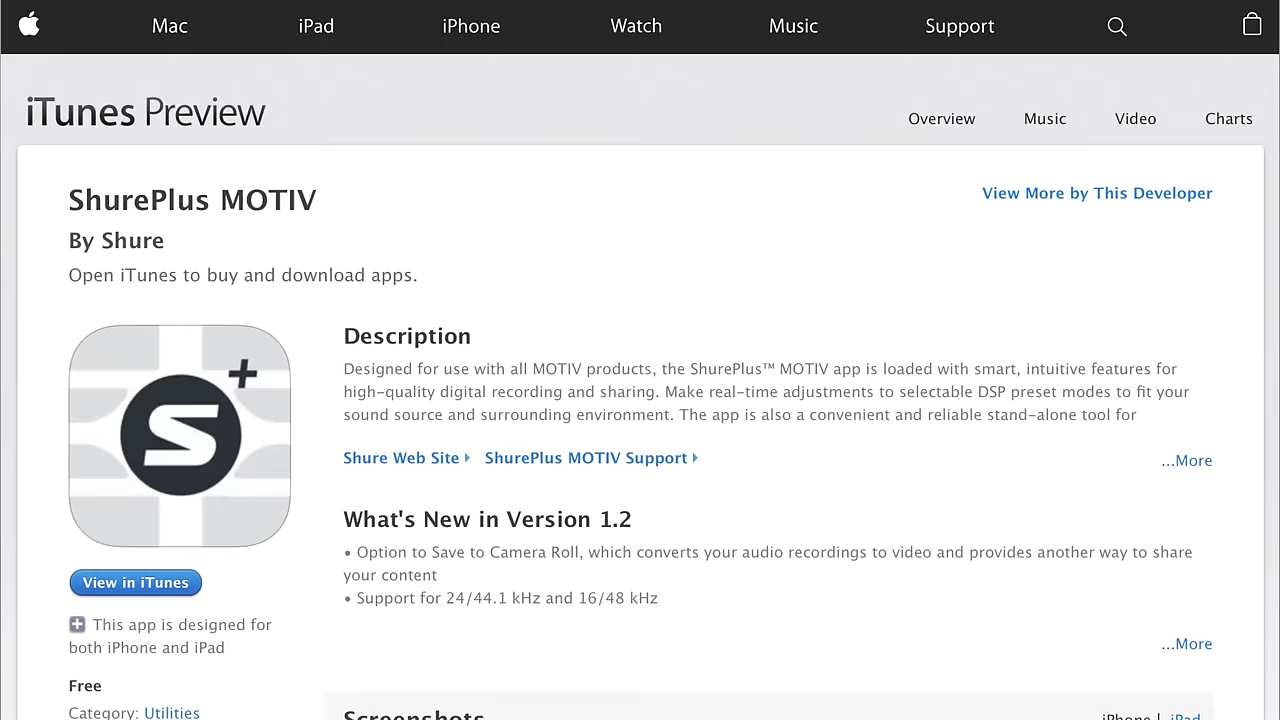 Mac iPad iPhone Watch Music Support
iTunes Preview
Overview Music Video Charts
ShurePlus MOTIV
View More by This Developer
By Shure
Open iTunes to buy and download apps.
Description
Designed for use with all MOTIV products, the ShurePlus™ MOTIV app is loaded with smart, intuitive features for
high-quality digital recording and sharing. Make real-time adjustments to selectable DSP preset modes to fit your
sound source and surrounding environment. The app is also a convenient and reliable stand-alone tool for
Shure Web Site SharePlus MOTIV Support
...More
What's New in Version 1.2
• Option to Save to Camera Roll, which converts your audio recordings to video and provides another way to share
your content
• Support for 24/44.1 kHz and 16/48 kHz
...More
S+
View in iTunes
This app is designed for
both iPhone and iPad
Free
Category: Utilities
Screenshots
iPhone | iPad